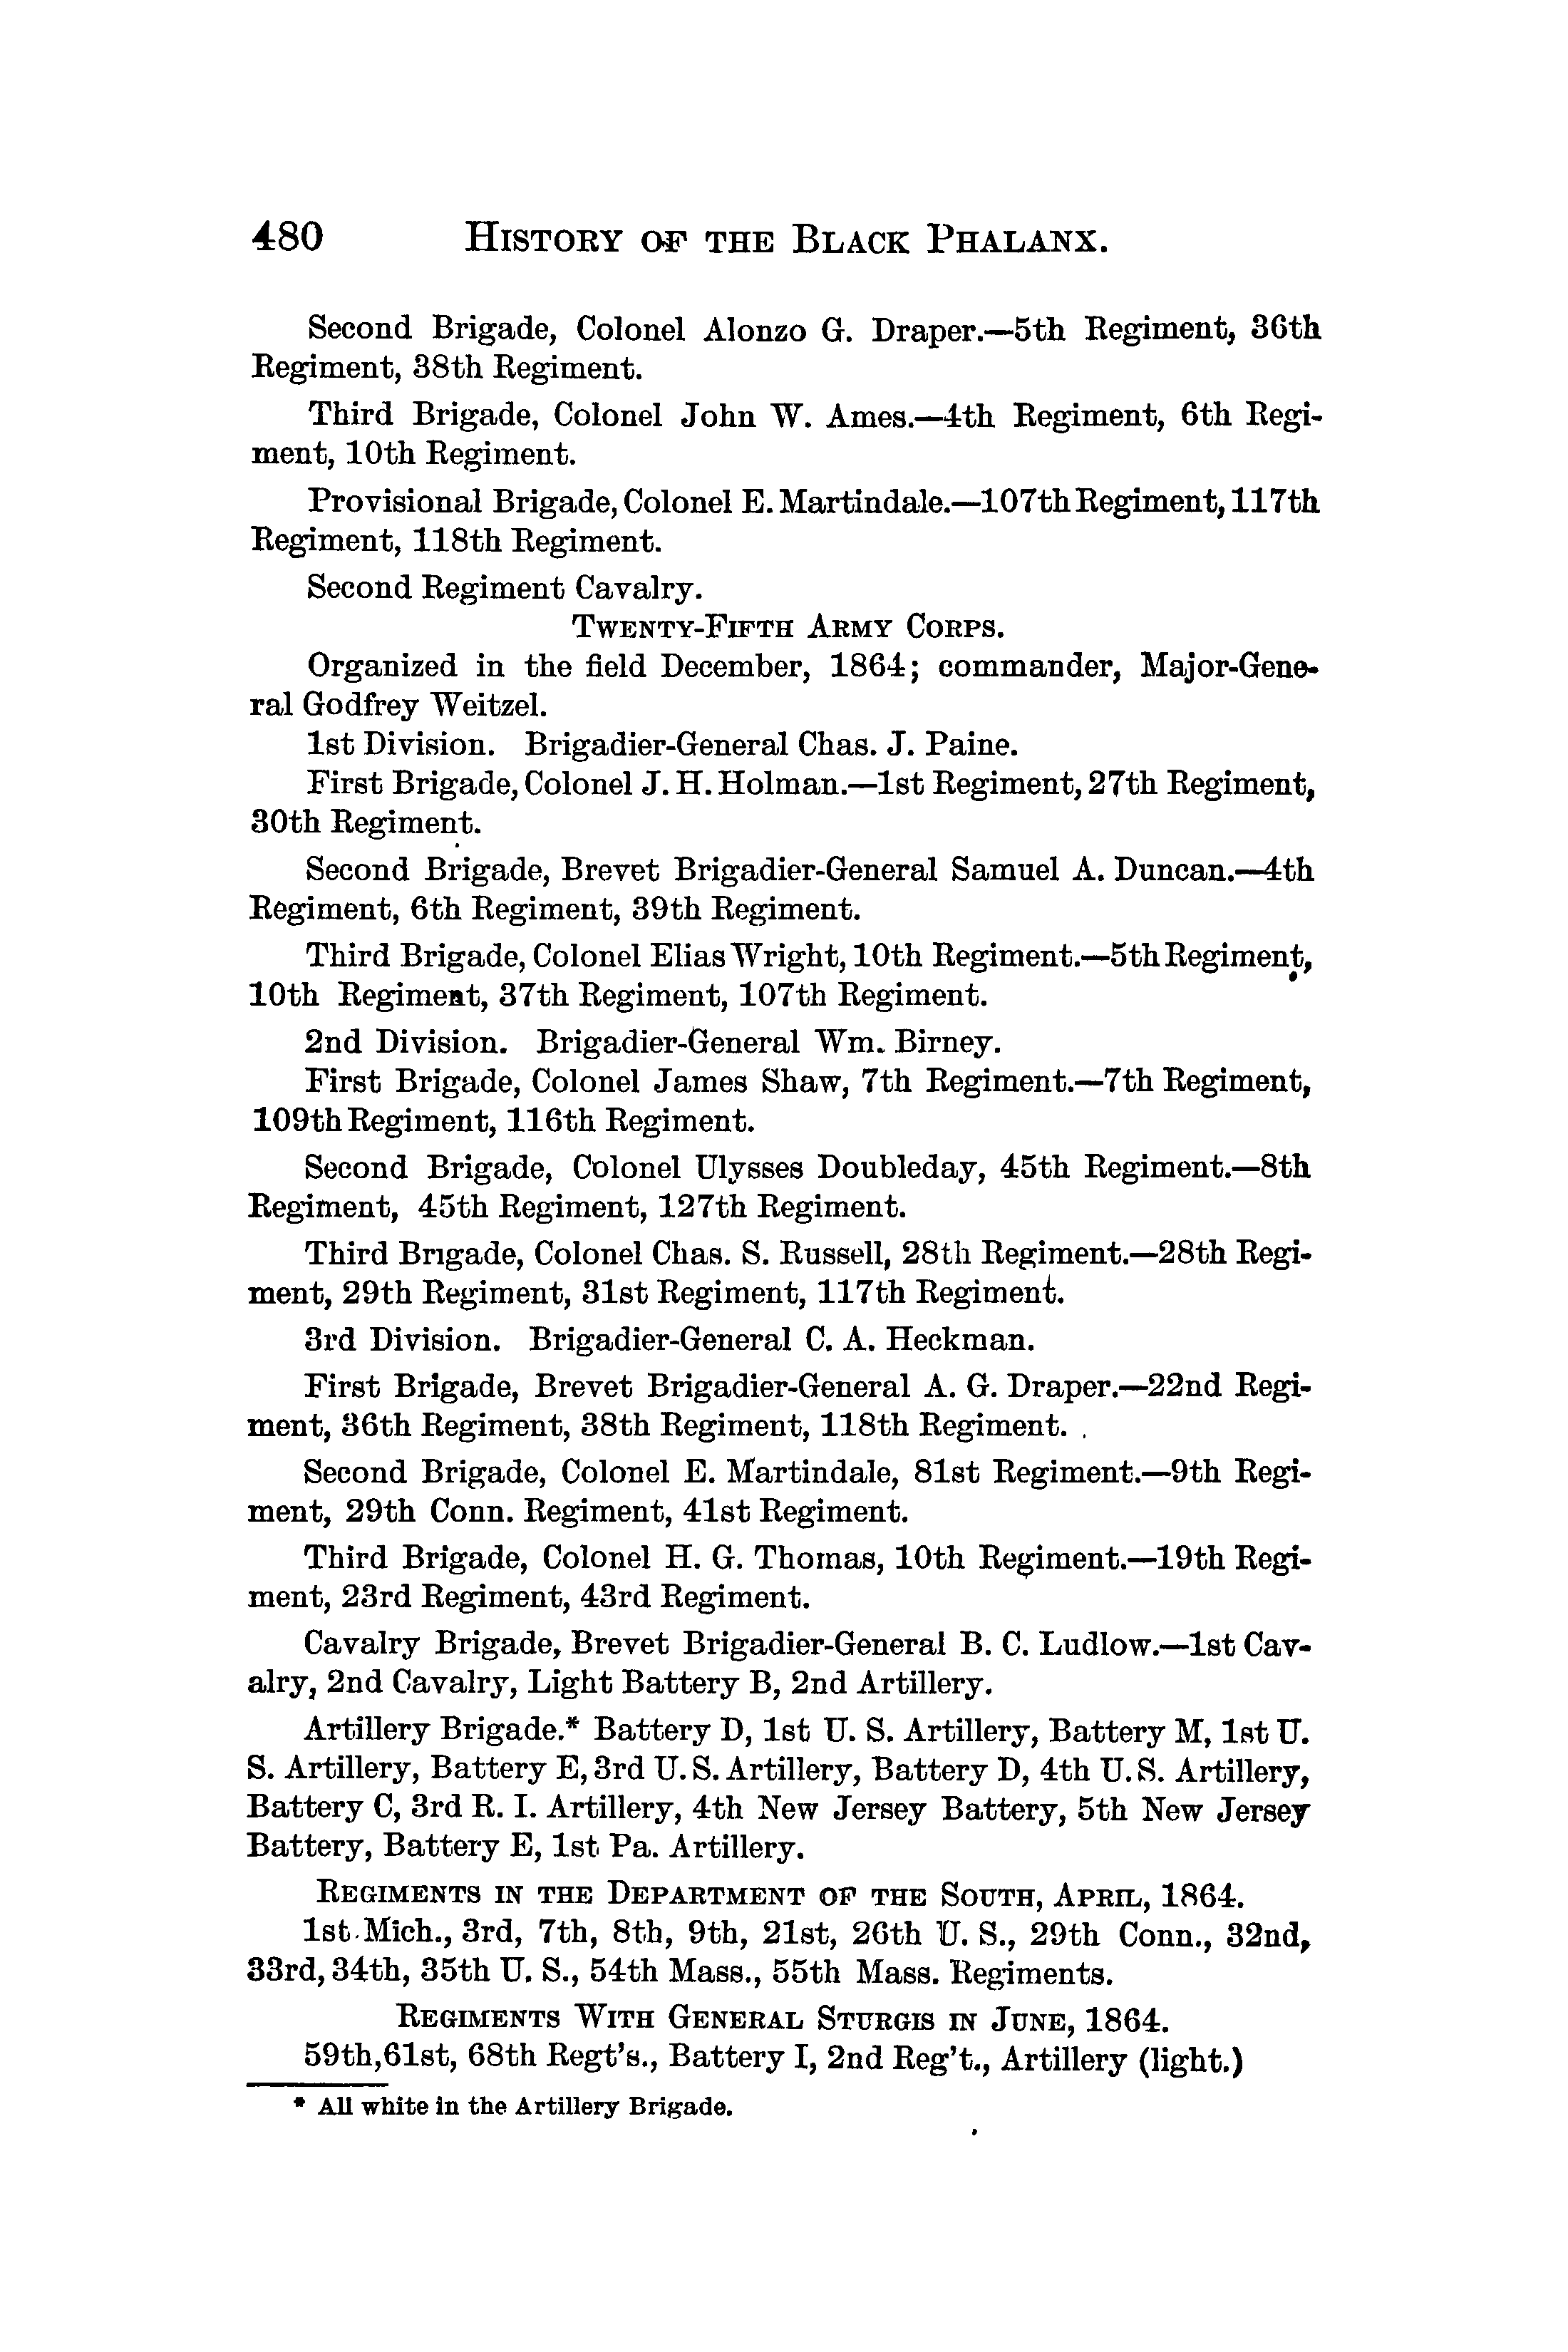 480 HISTORY OF THE BLACK PHALANX.
Second Brigade, Colonel Alonzo G. Draper.—5th Regiment, 36th
Regiment, 38th Regiment.
Third Brigade, Colonel John W. Ames.—4th Regiment, 6th Regi-
ment, 10th Regiment.
Provisional Brigade, Colonel E. Martindale.—107th Regiment, 117th
Regiment, 118th Regiment.
Second Regiment Cavalry.
TWENTY-FIFTH ARMY CORPS.
Organized in the field December, 1864; commander, Major-Gene-
ral Godfrey Weitzel.
1st Division. Brigadier-General Chas. J. Paine.
First Brigade, Colonel J. H. Holman.—1st Regiment, 27th Regiment,
30th Regiment.
Second Brigade, Brevet Brigadier-General Samuel A. Duncan.—4th
Regiment, 6th Regiment, 39th Regiment.
Third Brigade, Colonel Elias Wright, 10th Regiment.—5th Regiment,
10th Regiment, 37th Regiment, 107th Regiment.
2nd Division. Brigadier-General Wm. Birney.
First Brigade, Colonel James Shaw, 7th Regiment.—7th Regiment,
109th Regiment, 116th Regiment.
Second Brigade, Colonel Ulysses Doubleday, 45th Regiment.—8th
Regiment, 45th Regiment, 127th Regiment.
Third Brigade, Colonel Chas. S. Russell, 28th Regiment.—28th Regi-
ment, 29th Regiment, 31st Regiment, 117th Regiment.
3rd Division. Brigadier-General C. A. Heckman.
First Brigade, Brevet Brigadier-General A. G. Draper.—22nd Regi-
ment, 36th Regiment, 38th Regiment, 118th Regiment.
Second Brigade, Colonel E. Martindale, 81st Regiment.—9th Regi-
ment, 29th Conn. Regiment, 41st Regiment.
Third Brigade, Colonel H. G. Thomas, 10th Regiment.—19th Regi-
ment, 23rd Regiment, 43rd Regiment.
Cavalry Brigade, Brevet Brigadier-General B. C. Ludlow.—1st Cav-
alry, 2nd Cavalry, Light Battery B, 2nd Artillery.
Artillery Brigade.* Battery D, 1st U. S. Artillery, Battery M, 1st U.
S. Artillery, Battery E, 3rd U. S. Artillery, Battery D, 4th U. S. Artillery,
Battery C, 3rd R. I. Artillery, 4th New Jersey Battery, 5th New Jersey
Battery, Battery E, 1st Pa. Artillery.
REGIMENTS IN THE DEPARTMENT OF THE SOUTH, APRIL, 1864.
1st Mich., 3rd, 7th, 8th, 9th, 21st, 26th U. S., 29th Conn., 32nd,
33rd, 34th, 35th U. S., 54th Mass., 55th Mass. Regiments.
REGIMENTS WITH GENERAL STURGIS IN JUNE, 1864.
59th, 61st, 68th Regt's., Battery I, 2nd Reg't., Artillery (light.)
* All white in the Artillery Brigade.